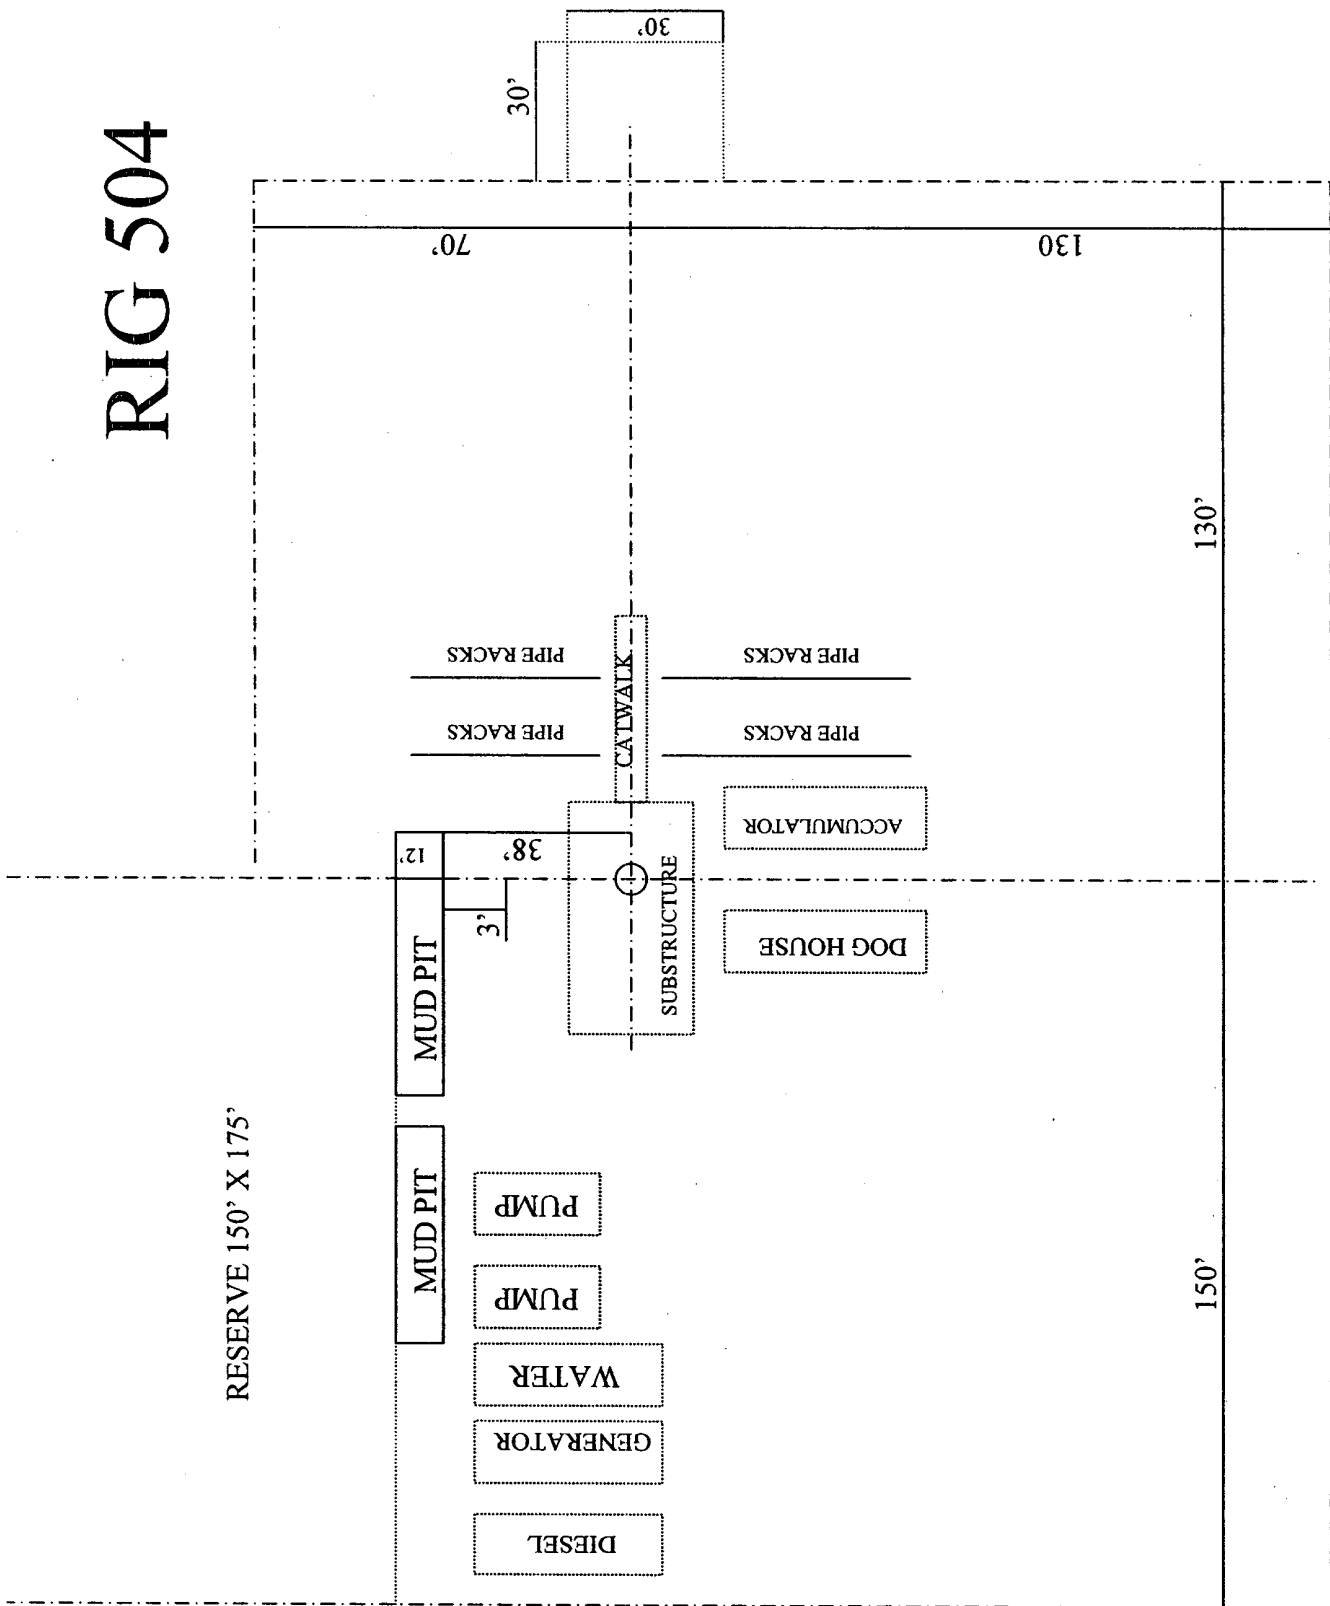 RIG 504
30'
30'
70'
130
130'
PIPE RACKS
PIPE RACKS
CATWALK
PIPE RACKS
PIPE RACKS
ACCUMULATOR
12'
38'
3'
SUBSTRUCTURE
DOG HOUSE
MUD PIT
RESERVE 150' X 175'
MUD PIT
PUMP
PUMP
150'
WATER
GENERATOR
DIESEL